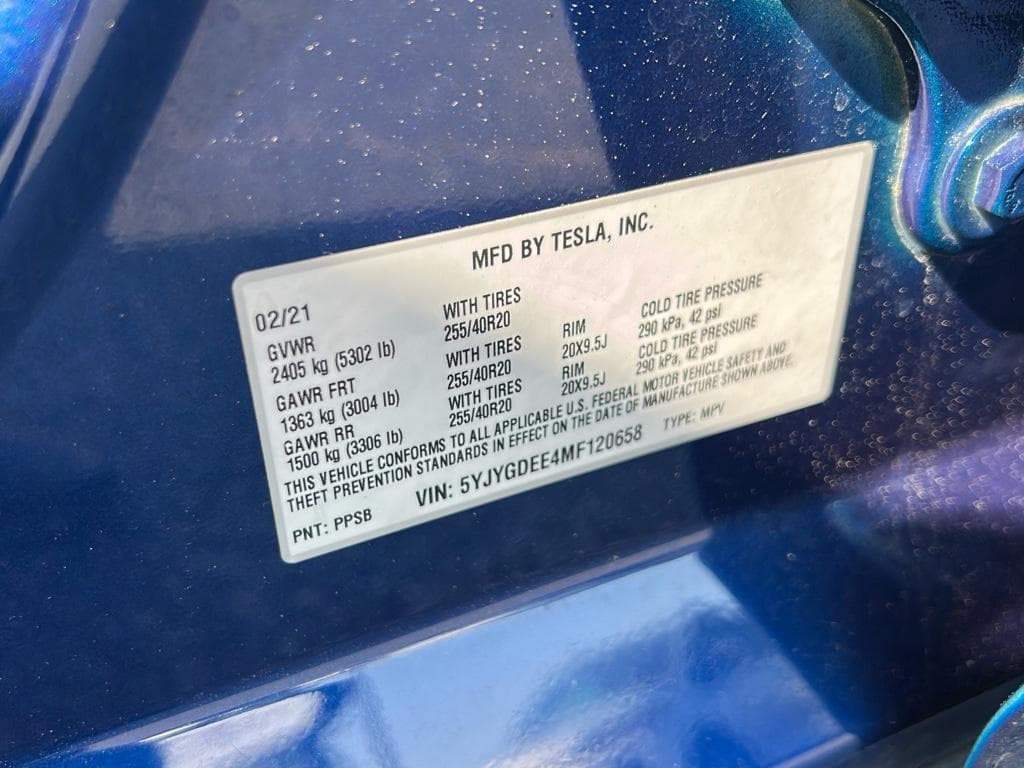 MFD BY TESLA, INC.
02/21
GVWR
2405 kg (5302 lb)
WITH TIRES
255/40R20
RIM
20X9.5J
COLD TIRE PRESSURE
290 kPa, 42 psi
GAWR FRT
1363 kg (3004 lb)
WITH TIRES
255/40R20
RIM
20X9.5J
COLD TIRE PRESSURE
290 kPa, 42 psi
GAWR RR
1500 kg (3306 lb)
WITH TIRES
255/40R20
THIS VEHICLE CONFORMS TO ALL APPLICABLE U.S. FEDERAL MOTOR VEHICLE SAFETY AND
THEFT PREVENTION STANDARDS IN EFFECT ON THE DATE OF MANUFACTURE SHOWN ABOVE.
PNT: PPSB
VIN: 5YJYGDEE4MF120658
TYPE: MPV